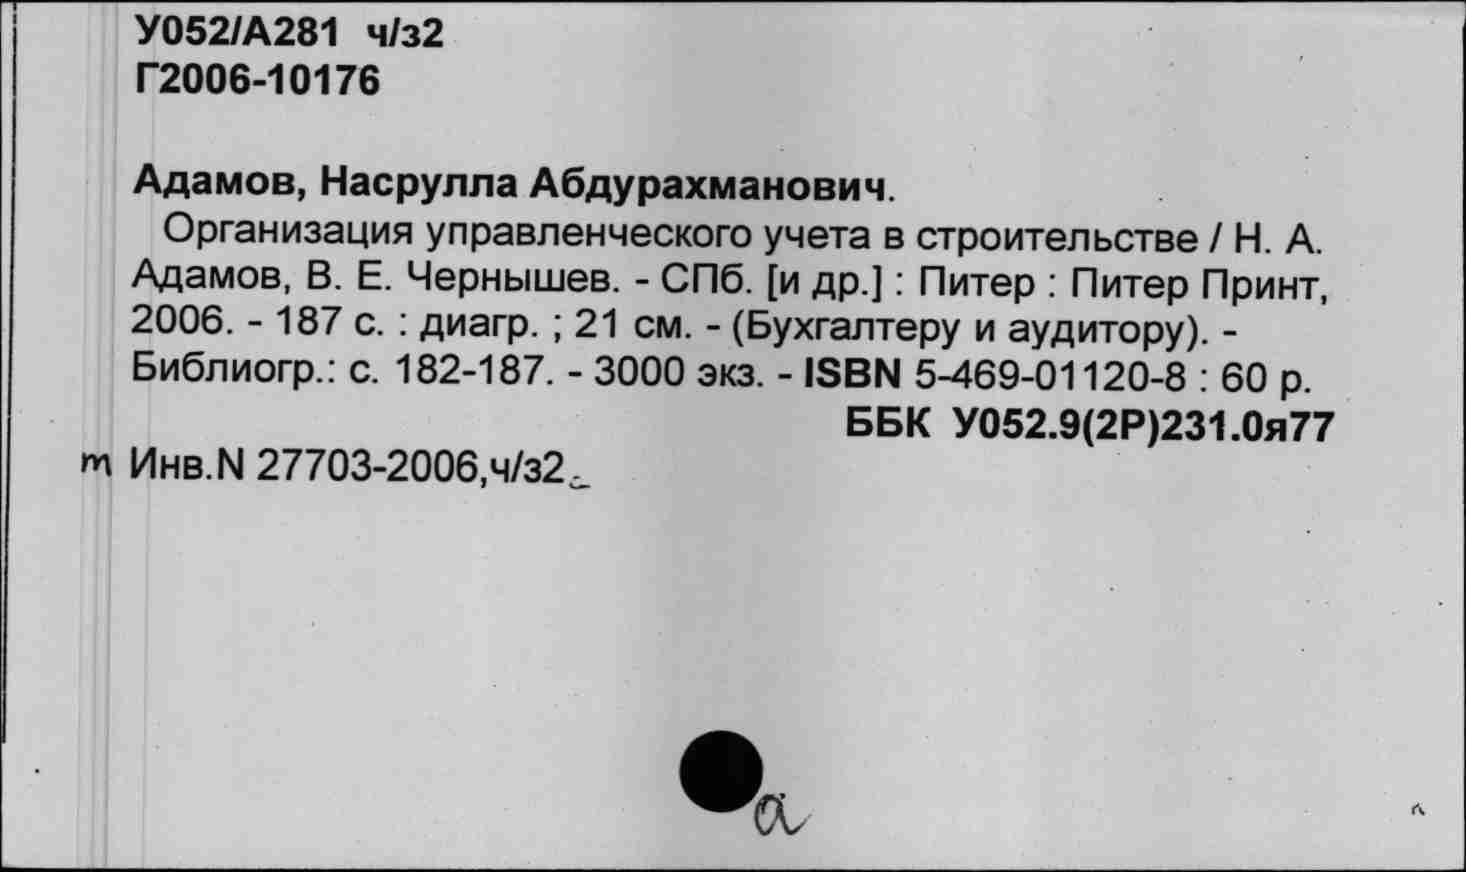 У052/А281 ч/з2
Г2006-10176
Адамов, Насрулла Абдурахманович.
Организация управленческого учета в строительстве / Н. А.
Адамов, В. Е. Чернышев. - СПб. [и др.] : Питер : Питер Принт,
2006. - 187 с. : диагр. ; 21 см. - (Бухгалтеру и аудитору). -
Библиогр.: с. 182-187. - 3000 экз. - ISBN 5-469-01120-8 : 60 р.
ББК У052.9(2Р)231.0я77
т Инв.N 27703-2006,ч/з2
а